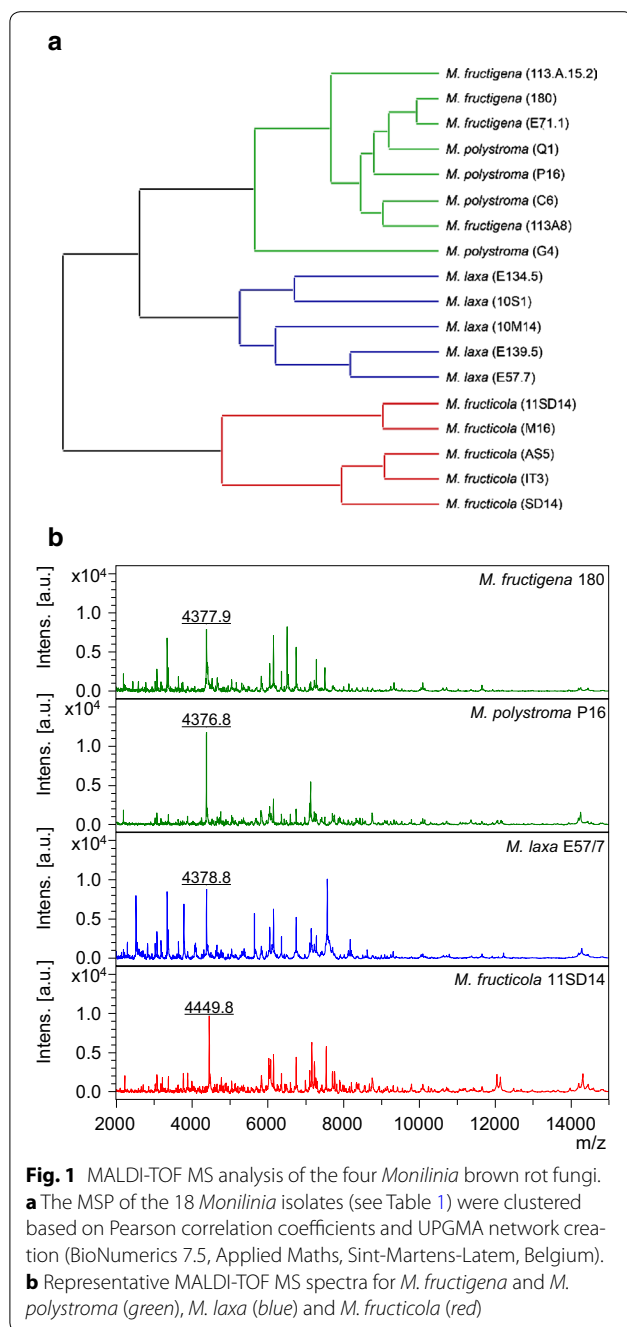 a
M. fructigena (113.A.15.2)
M. fructigena (180)
M. fructigena (E71.1)
M. polystroma (Q1)
M. polystroma (P16)
M. polystroma (C6)
M. fructigena (113A8)
M. polystroma (G4)
M. laxa (E134.5)
M. laxa (10S1)
M. laxa (10M14)
M. laxa (E139.5)
M. laxa (E57.7)
M. fructicola (11SD14)
M. fructicola (M16)
M. fructicola (AS5)
M. fructicola (IT3)
M. fructicola (SD14)
b
x10⁴
M. fructigena 180
Intens. [a.u.]
1.0
0.5
0.0
4377.9
x10⁴
M. polystroma P16
Intens. [a.u.]
1.0
0.5
0.0
4376.8
x10⁴
M. laxa E57/7
Intens. [a.u.]
1.0
0.5
0.0
4378.8
x10⁴
M. fructicola 11SD14
Intens. [a.u.]
1.0
0.5
0.0
4449.8
2000 4000 6000 8000 10000 12000 14000
m/z
Fig. 1 MALDI-TOF MS analysis of the four Monilinia brown rot fungi.
a The MSP of the 18 Monilinia isolates (see Table 1) were clustered
based on Pearson correlation coefficients and UPGMA network crea-
tion (BioNumerics 7.5, Applied Maths, Sint-Martens-Latem, Belgium).
b Representative MALDI-TOF MS spectra for M. fructigena and M.
polystroma (green), M. laxa (blue) and M. fructicola (red)